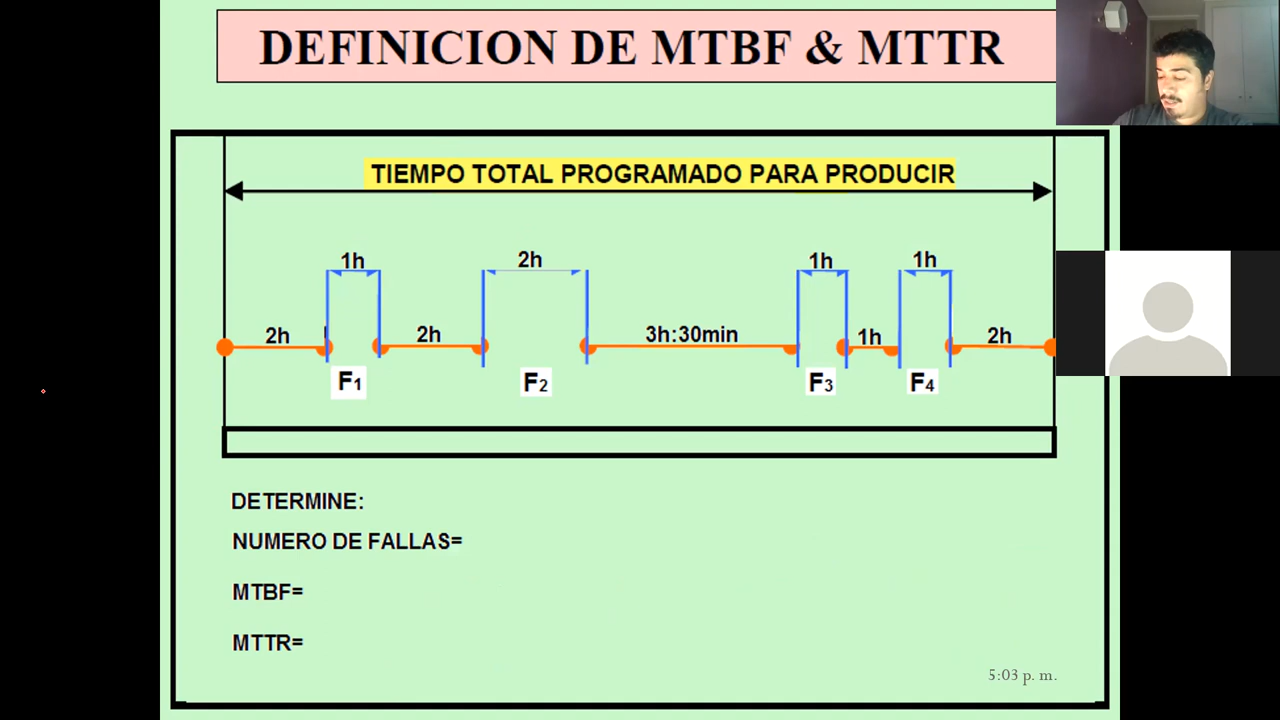 DEFINICION DE MTBF & MTTR
TIEMPO TOTAL PROGRAMADO PARA PRODUCIR
1h
2h
1h
1h
2h
2h
3h:30min
1h
2h
F1
F2
F3
F4
DETERMINE:
NUMERO DE FALLAS=
MTBF=
MTTR=
5:03 p. m.